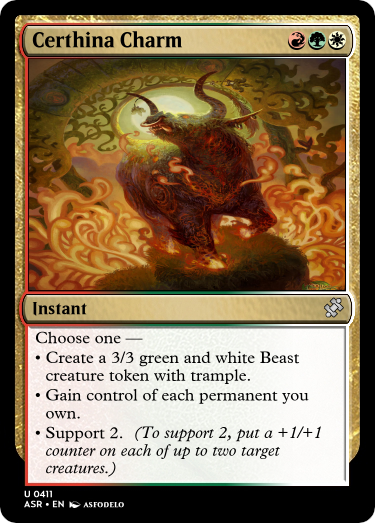 Certhina Charm
Instant
Choose one —
• Create a 3/3 green and white Beast
creature token with trample.
• Gain control of each permanent you
own.
• Support 2. (To support 2, put a +1/+1
counter on each of up to two target
creatures.)
U 0411
ASR • EN ASFODELO